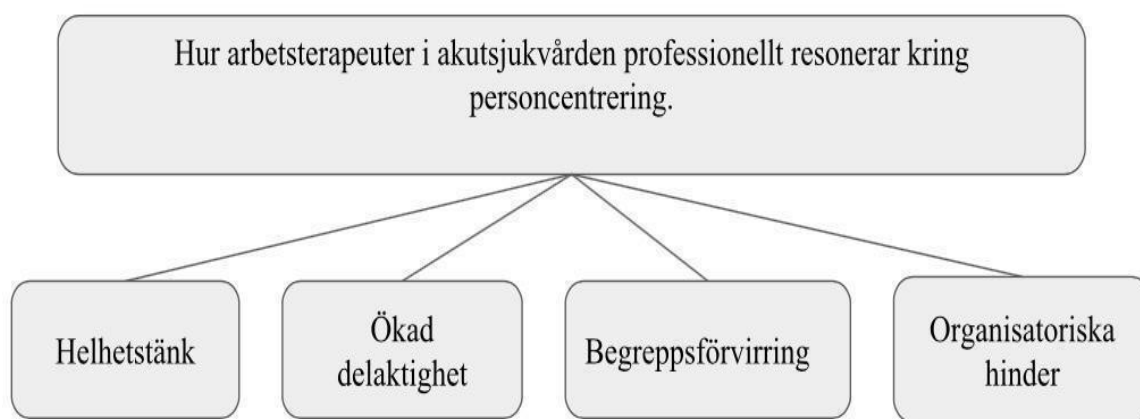 Hur arbetsterapeuter i akutsjukvården professionellt resonerar kring
personcentrering.
Helhetstänk
Ökad
delaktighet
Begreppsförvirring
Organisatoriska
hinder